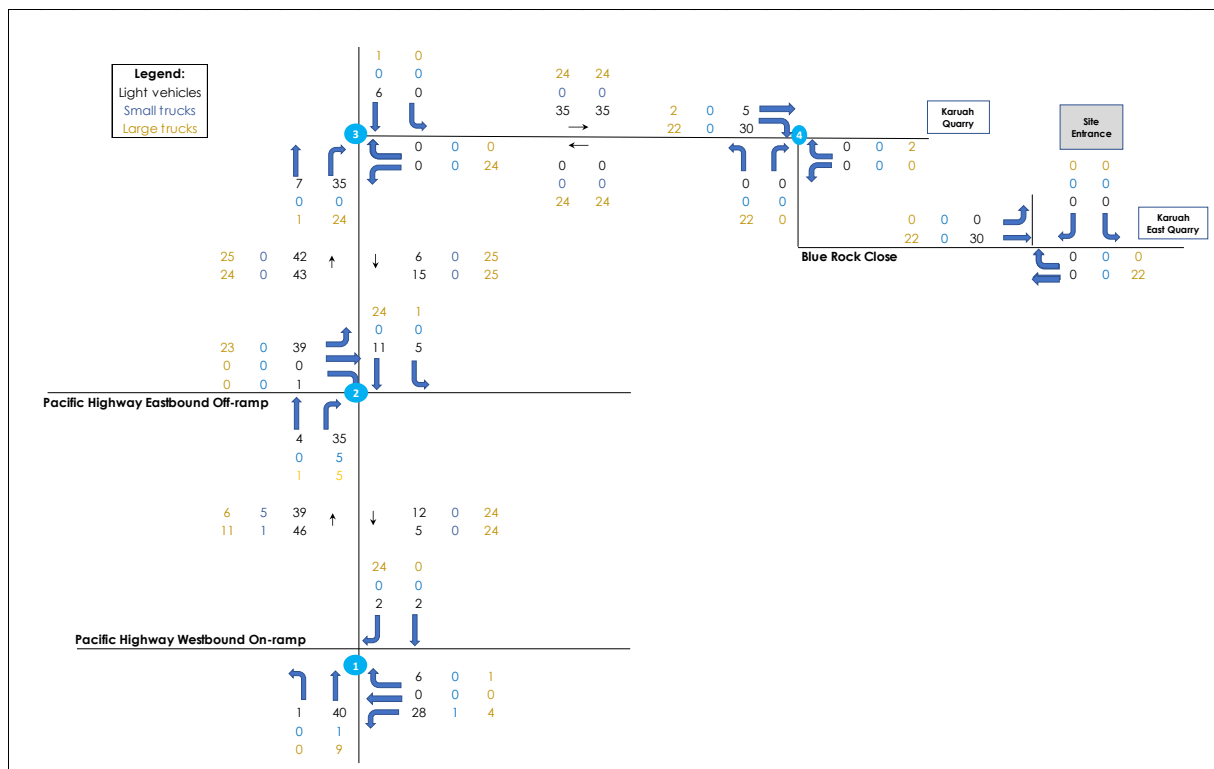 1 0
Legend:
Light vehicles
Small trucks
Large trucks
0 0
6 0
24 24
0 0
35 35
2 0 5
22 0 30
Karuah
Quarry
Site
Entrance
3
4
0 0 0
0 0 24
0 0 2
0 0 0
7 35
0 0
1 24
0 0
0 0
24 24
0 0
0 0
22 0
0 0
0 0
0 0
0 0 0
22 0 30
Karuah
East Quarry
Blue Rock Close
0 0 0
0 0 22
25 0 42
24 0 43
6 0 25
15 0 25
24 1
0 0
11 5
23 0 39
0 0 0
0 0 1
2
Pacific Highway Eastbound Off-ramp
4 35
0 5
1 5
6 5 39
11 1 46
12 0 24
5 0 24
24 0
0 0
2 2
Pacific Highway Westbound On-ramp
1
6 0 1
0 0 0
28 1 4
1 40
0 1
0 9